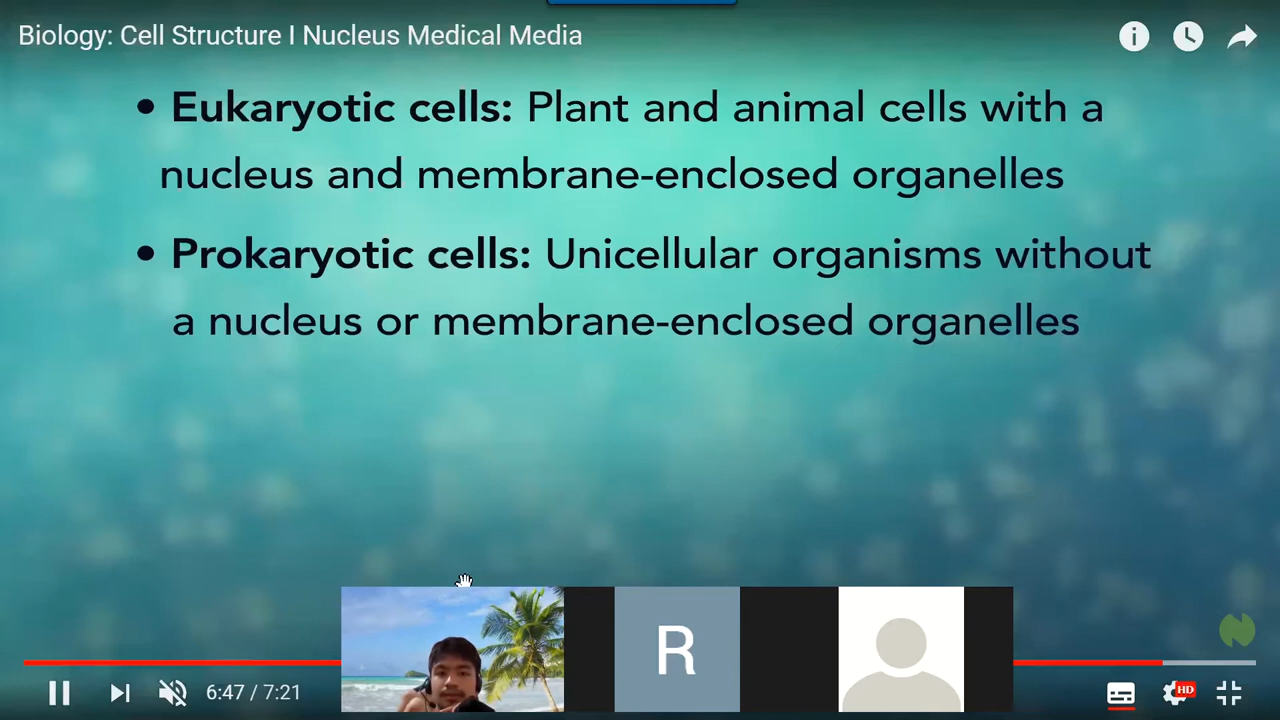 Biology: Cell Structure I Nucleus Medical Media
• Eukaryotic cells: Plant and animal cells with a
nucleus and membrane-enclosed organelles
• Prokaryotic cells: Unicellular organisms without
a nucleus or membrane-enclosed organelles
R
6:47 / 7:21
HD